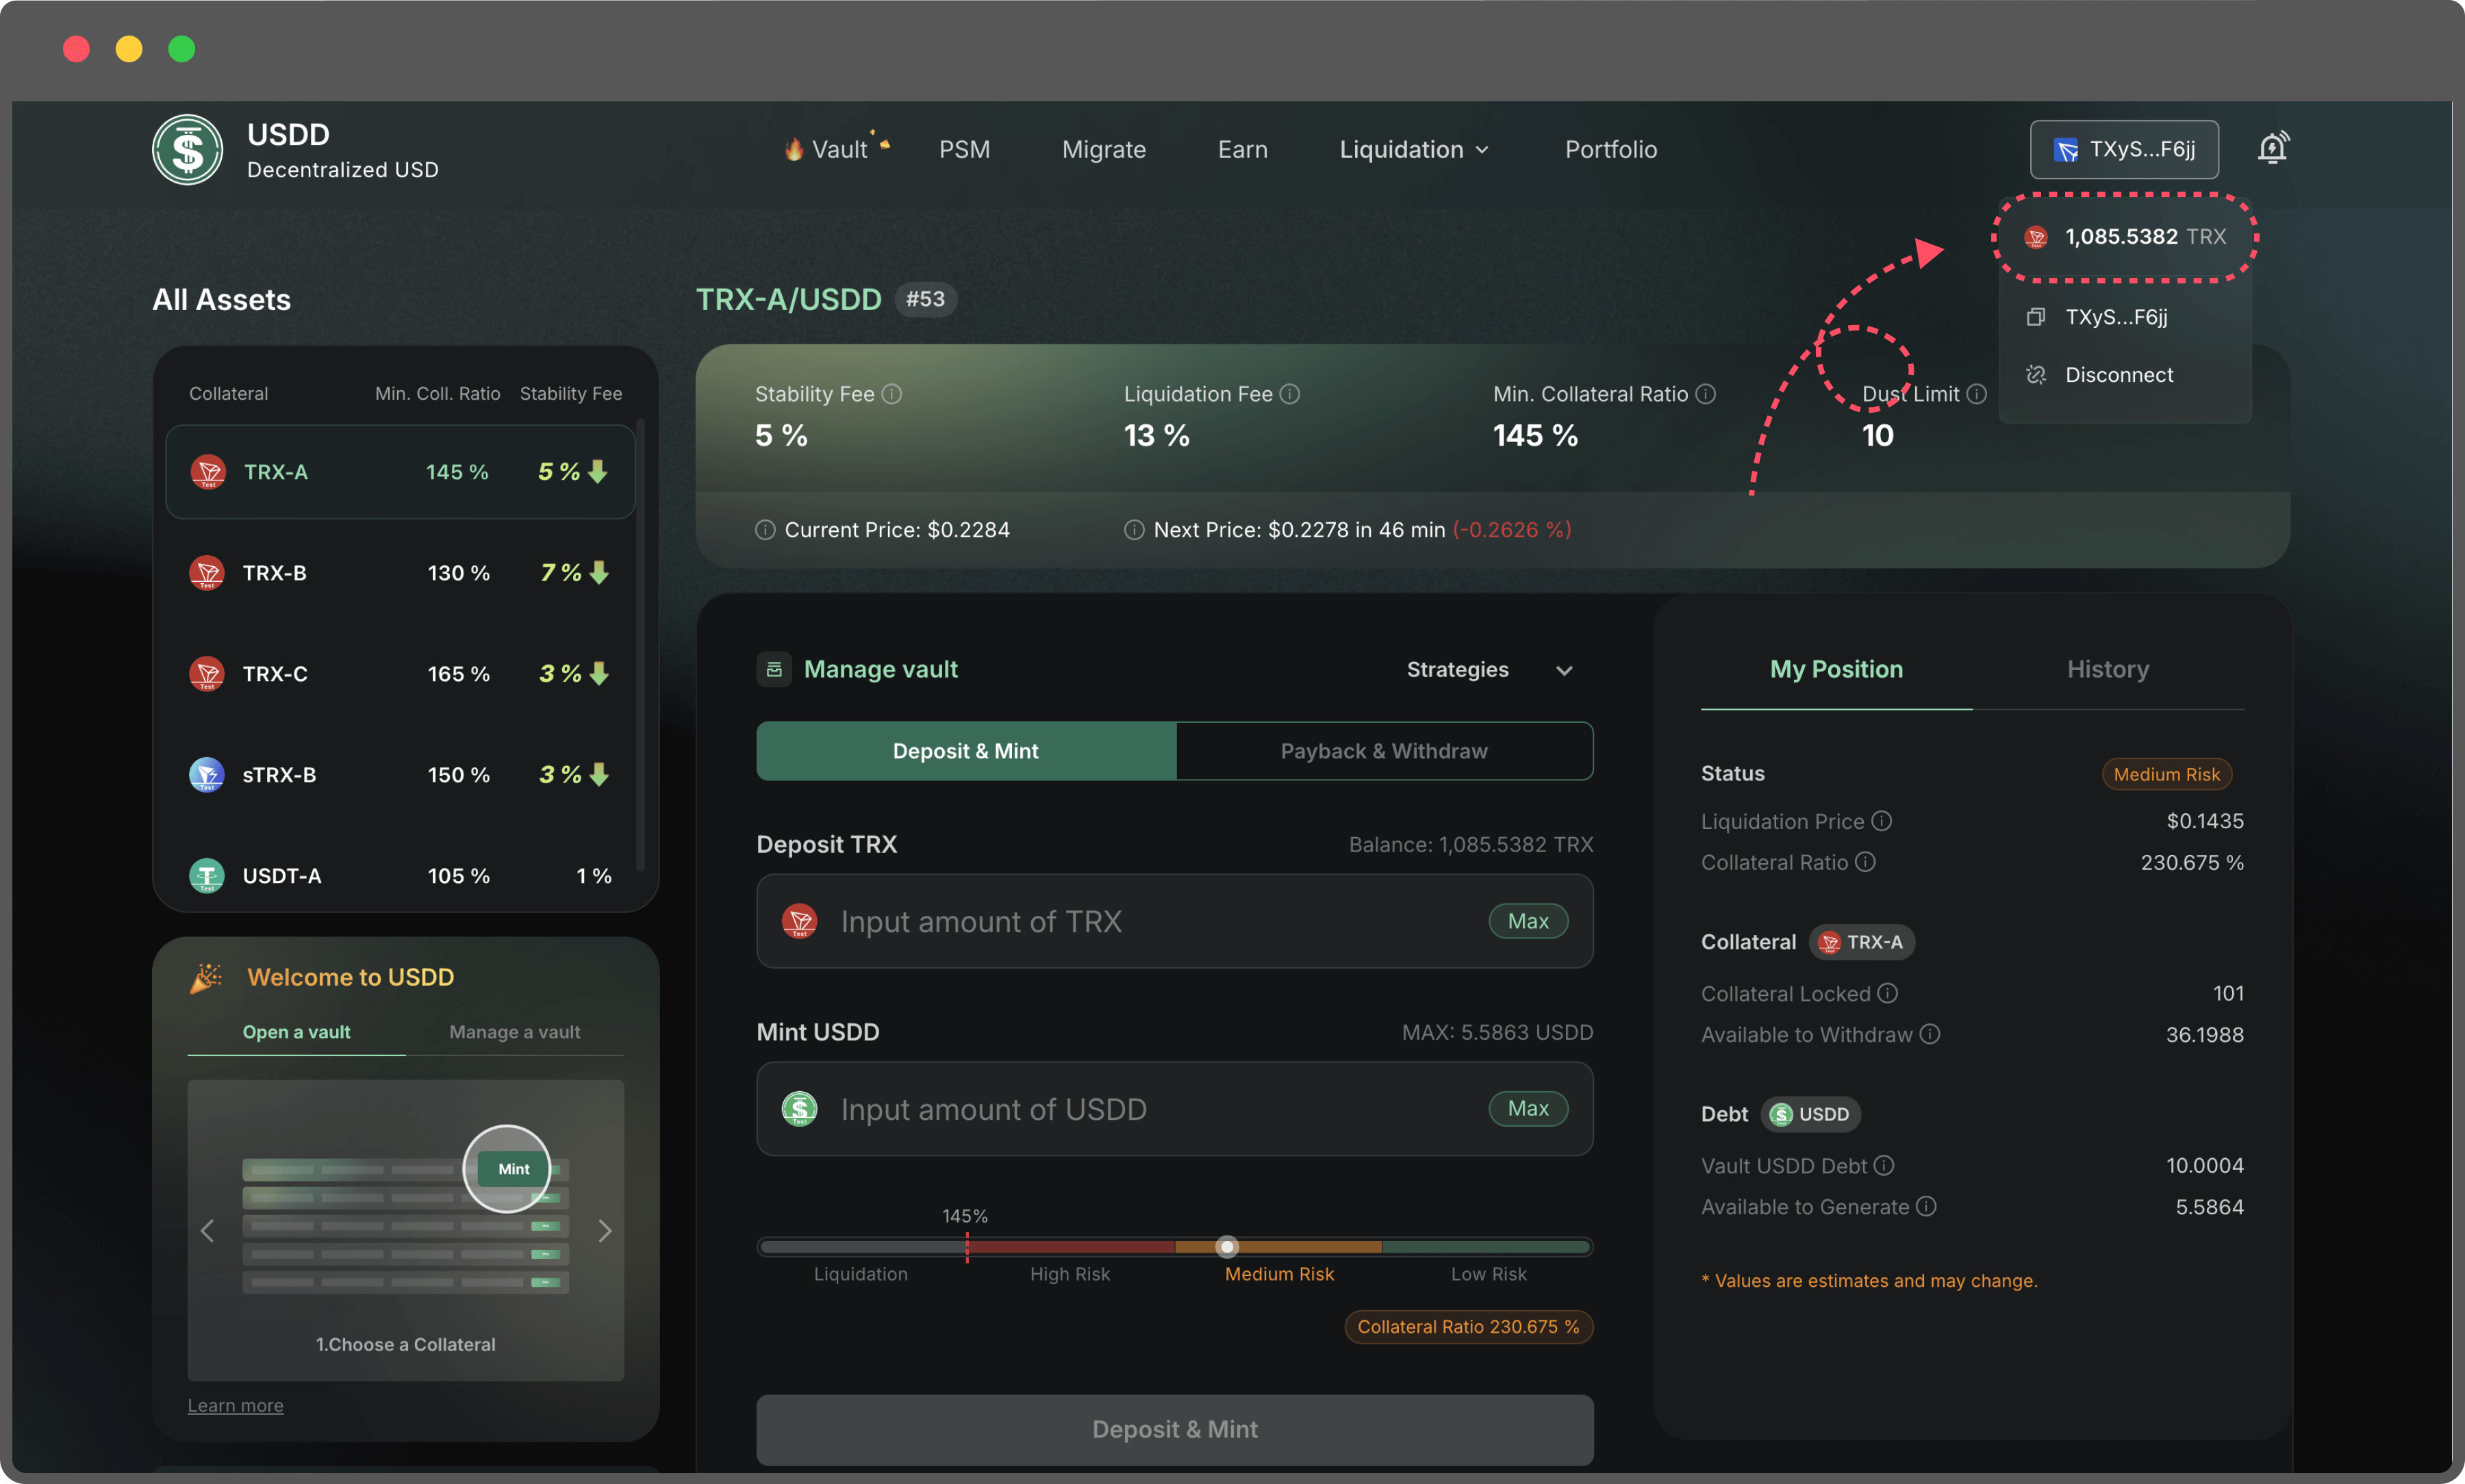 USDD
Decentralized USD
Vault
PSM
Migrate
Earn
Liquidation
Portfolio
TXyS...F6jj
1,085.5382 TRX
TXyS...F6jj
Disconnect
All Assets
Collateral Min. Coll. Ratio Stability Fee
TRX-A 145 % 5 %
TRX-B 130 % 7 %
TRX-C 165 % 3 %
sTRX-B 150 % 3 %
USDT-A 105 % 1 %
Welcome to USDD
Open a vault Manage a vault
Mint
1.Choose a Collateral
Learn more
TRX-A/USDD #53
Stability Fee Liquidation Fee Min. Collateral Ratio Dust Limit
5 % 13 % 145 % 10
Current Price: $0.2284 Next Price: $0.2278 in 46 min (-0.2626 %)
Manage vault Strategies
Deposit & Mint Payback & Withdraw
Deposit TRX Balance: 1,085.5382 TRX
Input amount of TRX Max
Mint USDD MAX: 5.5863 USDD
Input amount of USDD Max
145%
Liquidation High Risk Medium Risk Low Risk
Collateral Ratio 230.675 %
Deposit & Mint
My Position History
Status Medium Risk
Liquidation Price $0.1435
Collateral Ratio 230.675 %
Collateral TRX-A
Collateral Locked 101
Available to Withdraw 36.1988
Debt USDD
Vault USDD Debt 10.0004
Available to Generate 5.5864
* Values are estimates and may change.